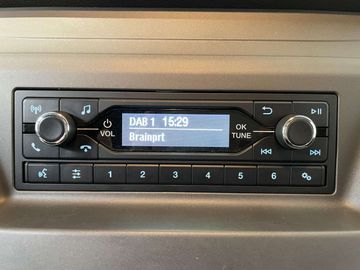 DAB 1 15:29
Brainprt
VOL
OK
TUNE
1 2 3 4 5 6